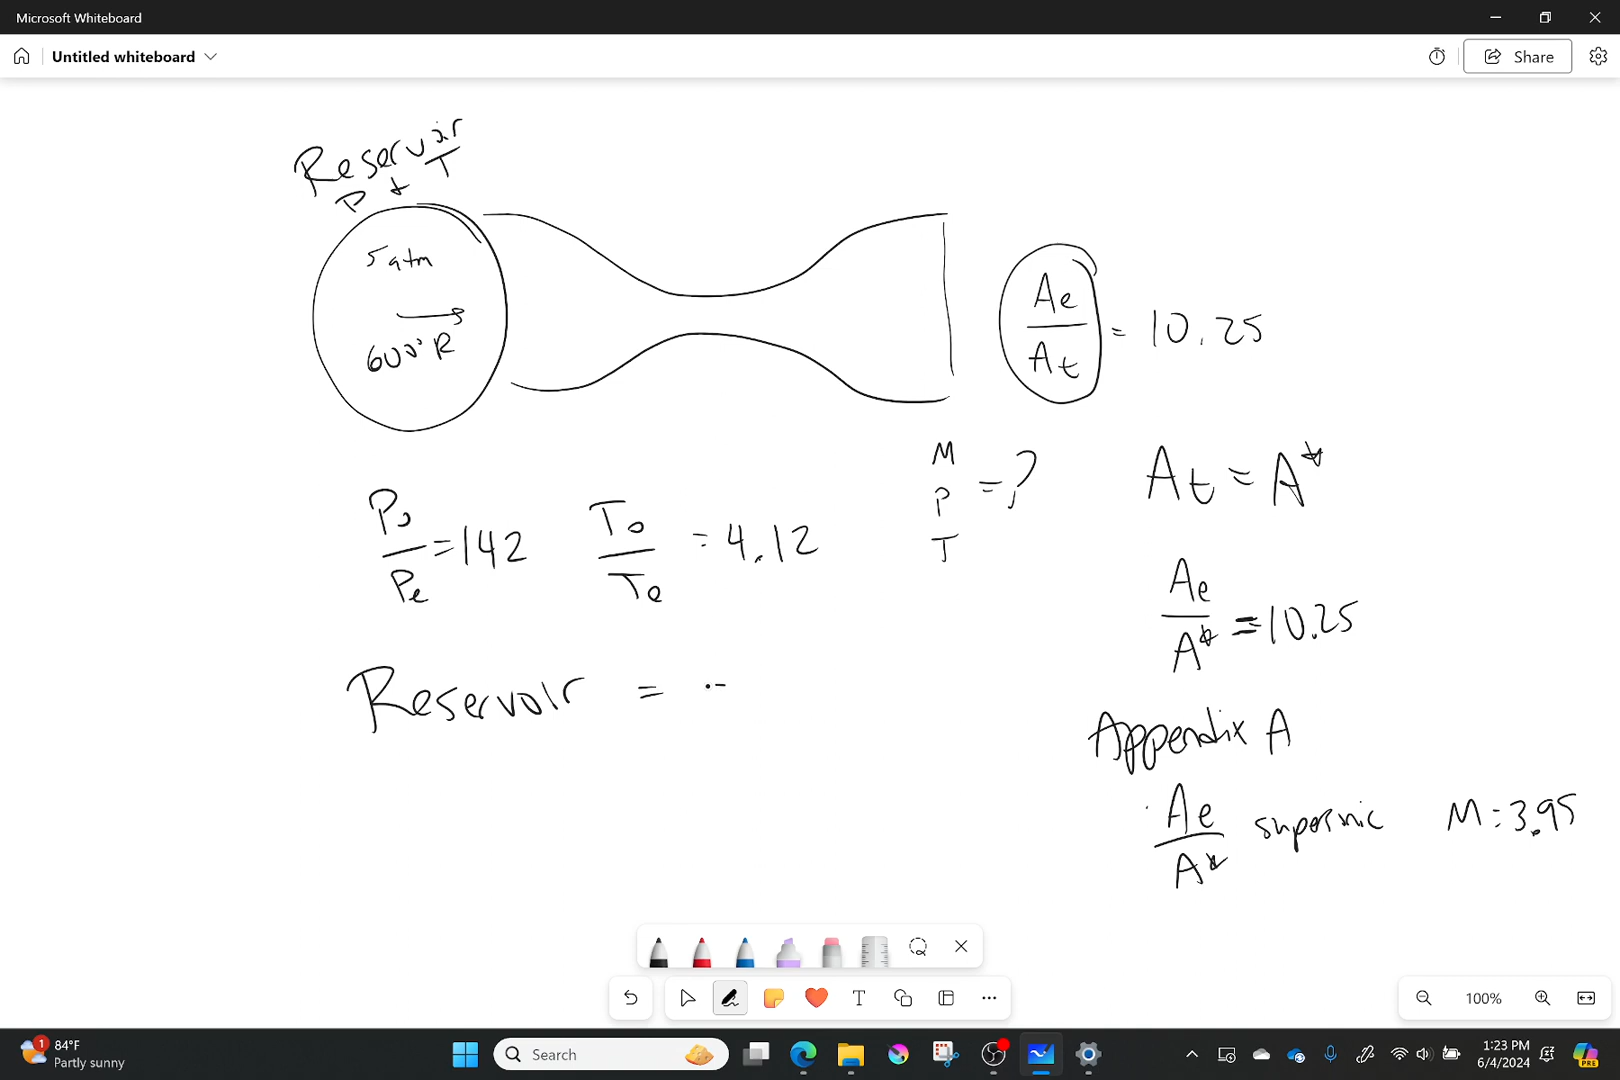 Microsoft Whiteboard
Untitled whiteboard
Share
Reservoir
P + T
5 atm
600°R
Ae
At
= 10.25
M
P
T
= ?
At = A*
Po
Pe
= 142
To
Te
= 4.12
Ae
A*
= 10.25
Reservoir =
Appendix A
Ae
A*
supersonic
M = 3.95
T
100%
1
84°F
Partly sunny
Search
PRE
1:23 PM
6/4/2024